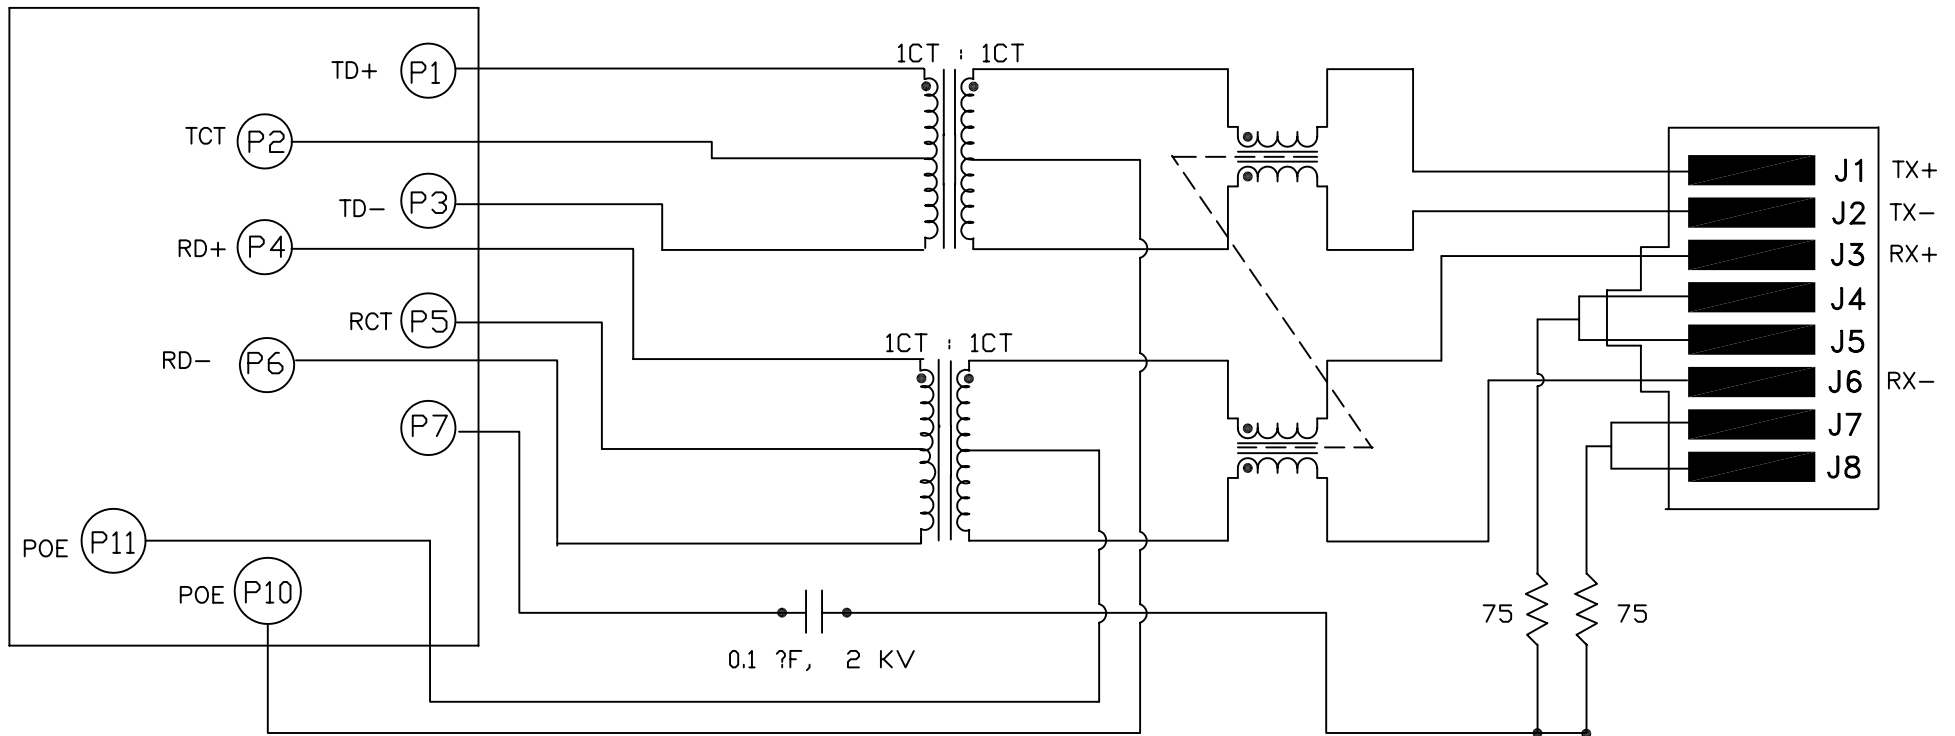 1CT : 1CT
TD+ P1
TCT P2
TD- P3
RD+ P4
RCT P5
RD- P6
P7
POE P11
POE P10
1CT : 1CT
0.1 ?F, 2 KV
75
75
J1 TX+
J2 TX-
J3 RX+
J4
J5
J6 RX-
J7
J8